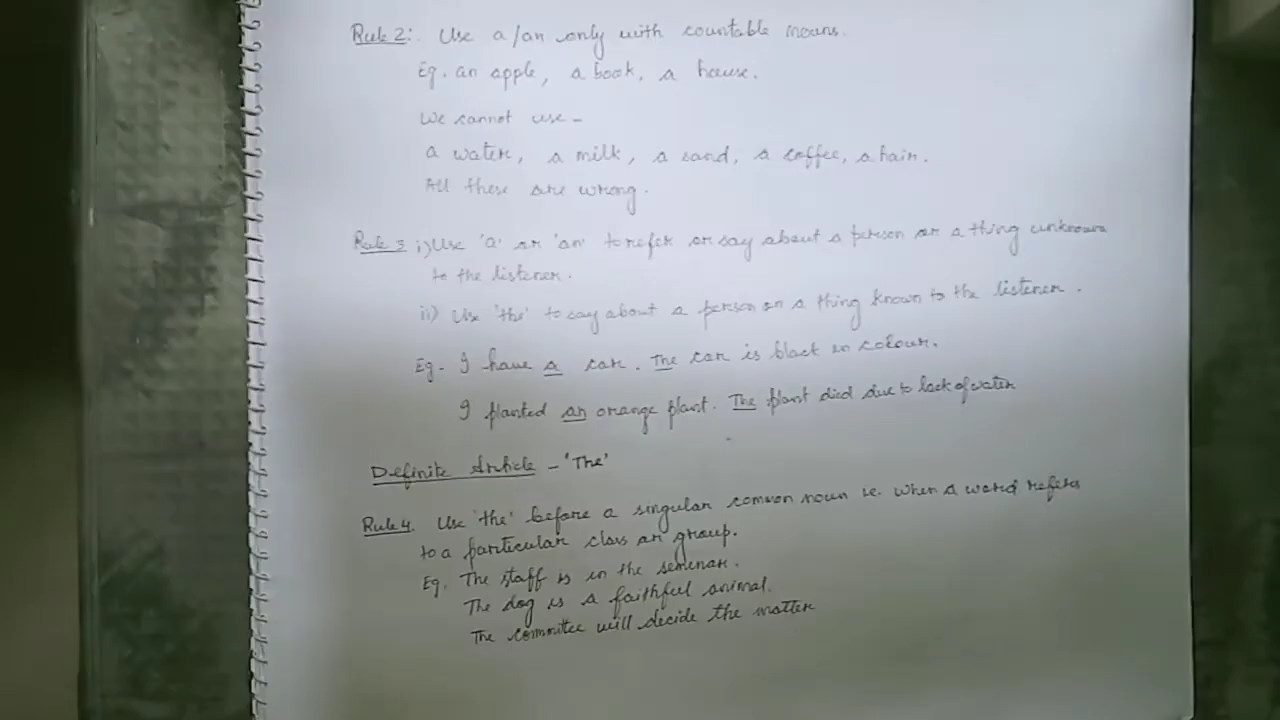 Rule 2: Use a/an only with countable nouns.
Eg. an apple, a book, a house.
We cannot use -
a water, a milk, a sand, a coffee, a hair.
All these are wrong.
Rule 3 i) Use 'a' or 'an' to refer or say about a person or a thing unknown
to the listener.
ii) Use 'the' to say about a person or a thing known to the listener.
Eg. I have a car. The car is black in colour.
I planted an orange plant. The plant died due to lack of water
Definite Article - 'The'
Rule 4. Use 'the' before a singular common noun i.e. when a word refers
to a particular class or group.
Eg. The staff is in the seminar.
The dog is a faithful animal.
The committee will decide the matter